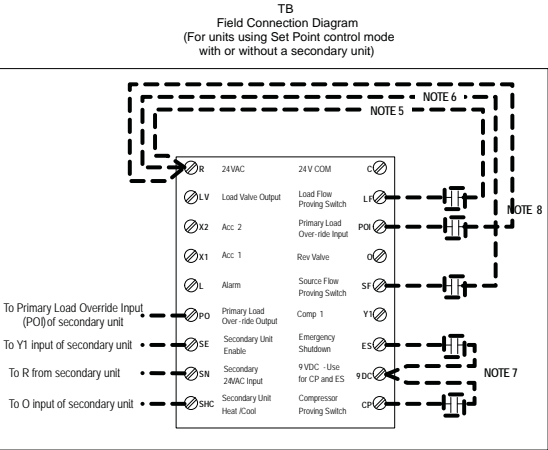 TB
Field Connection Diagram
(For units using Set Point control mode
with or without a secondary unit)
NOTE 6
NOTE 5
R 24VAC 24V COM C
LV Load Valve Output Load Flow Proving Switch LF
NOTE 8
X2 Acc 2 Primary Load Over-ride Input POI
X1 Acc 1 Rev Valve O
L Alarm Source Flow Proving Switch SF
To Primary Load Override Input
(POI) of secondary unit
PO Primary Load Over-ride Output Comp 1 Y1
To Y1 input of secondary unit
SE Secondary Unit Enable Emergency Shutdown ES
To R from secondary unit
SN Secondary 24VAC Input 9 VDC - Use for CP and ES 9DC
NOTE 7
To O input of secondary unit
SHC Secondary Unit Heat /Cool Compressor Proving Switch CP